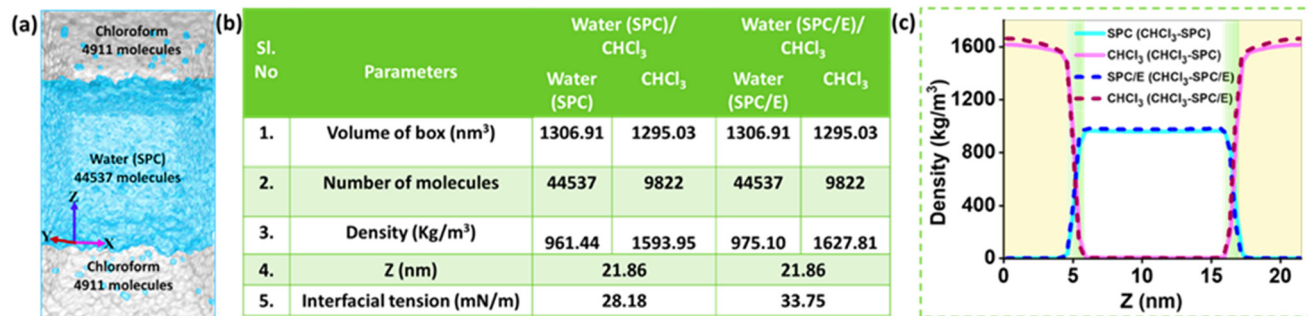 (a)
Chloroform
4911 molecules
Water (SPC)
44537 molecules
Z
Y
X
Chloroform
4911 molecules
(b)
Sl. No
Parameters
Water (SPC)/
CHCl₃
Water (SPC/E)/
CHCl₃
Water
(SPC)
CHCl₃
Water
(SPC/E)
CHCl₃
1. Volume of box (nm³) 1306.91 1295.03 1306.91 1295.03
2. Number of molecules 44537 9822 44537 9822
3. Density (Kg/m³) 961.44 1593.95 975.10 1627.81
4. Z (nm) 21.86 21.86
5. Interfacial tension (mN/m) 28.18 33.75
(c)
SPC (CHCl₃-SPC)
CHCl₃ (CHCl₃-SPC)
SPC/E (CHCl₃-SPC/E)
CHCl₃ (CHCl₃-SPC/E)
Density (kg/m³)
1600
1200
800
400
0
0 5 10 15 20
Z (nm)